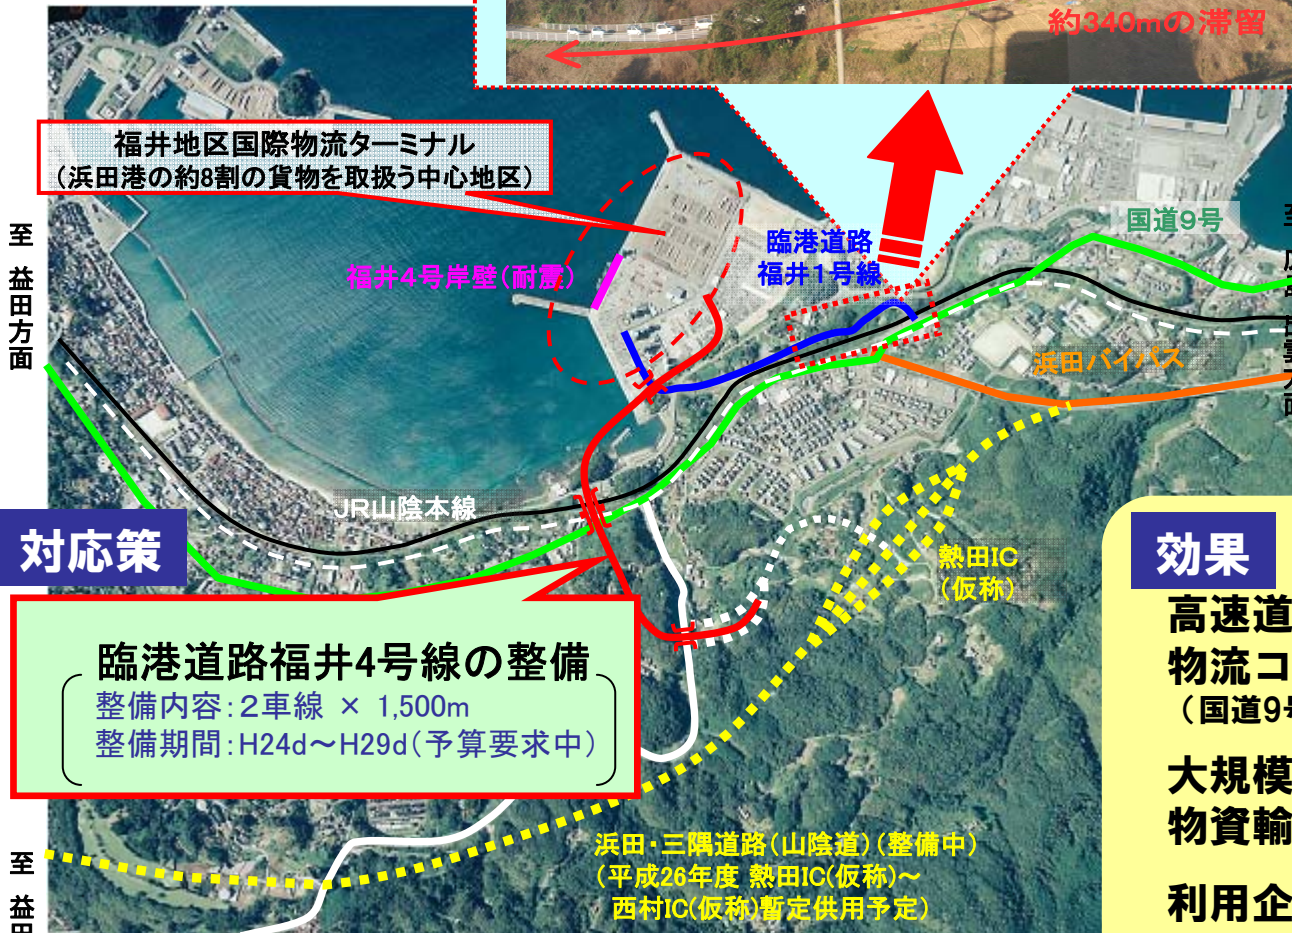 約340mの滞留
福井地区国際物流ターミナル
(浜田港の約8割の貨物を取扱う中心地区)
至 益田方面
福井4号岸壁(耐震)
臨港道路
福井1号線
国道9号
浜田バイパス
JR山陰本線
対応策
臨港道路福井4号線の整備
整備内容:2車線 × 1,500m
整備期間:H24d~H29d(予算要求中)
熱田IC
(仮称)
効果
高速道
物流コ
(国道9号
大規模
物資輸
利用企
浜田・三隅道路(山陰道)(整備中)
(平成26年度 熱田IC(仮称)~
西村IC(仮称)暫定供用予定)
至 益田